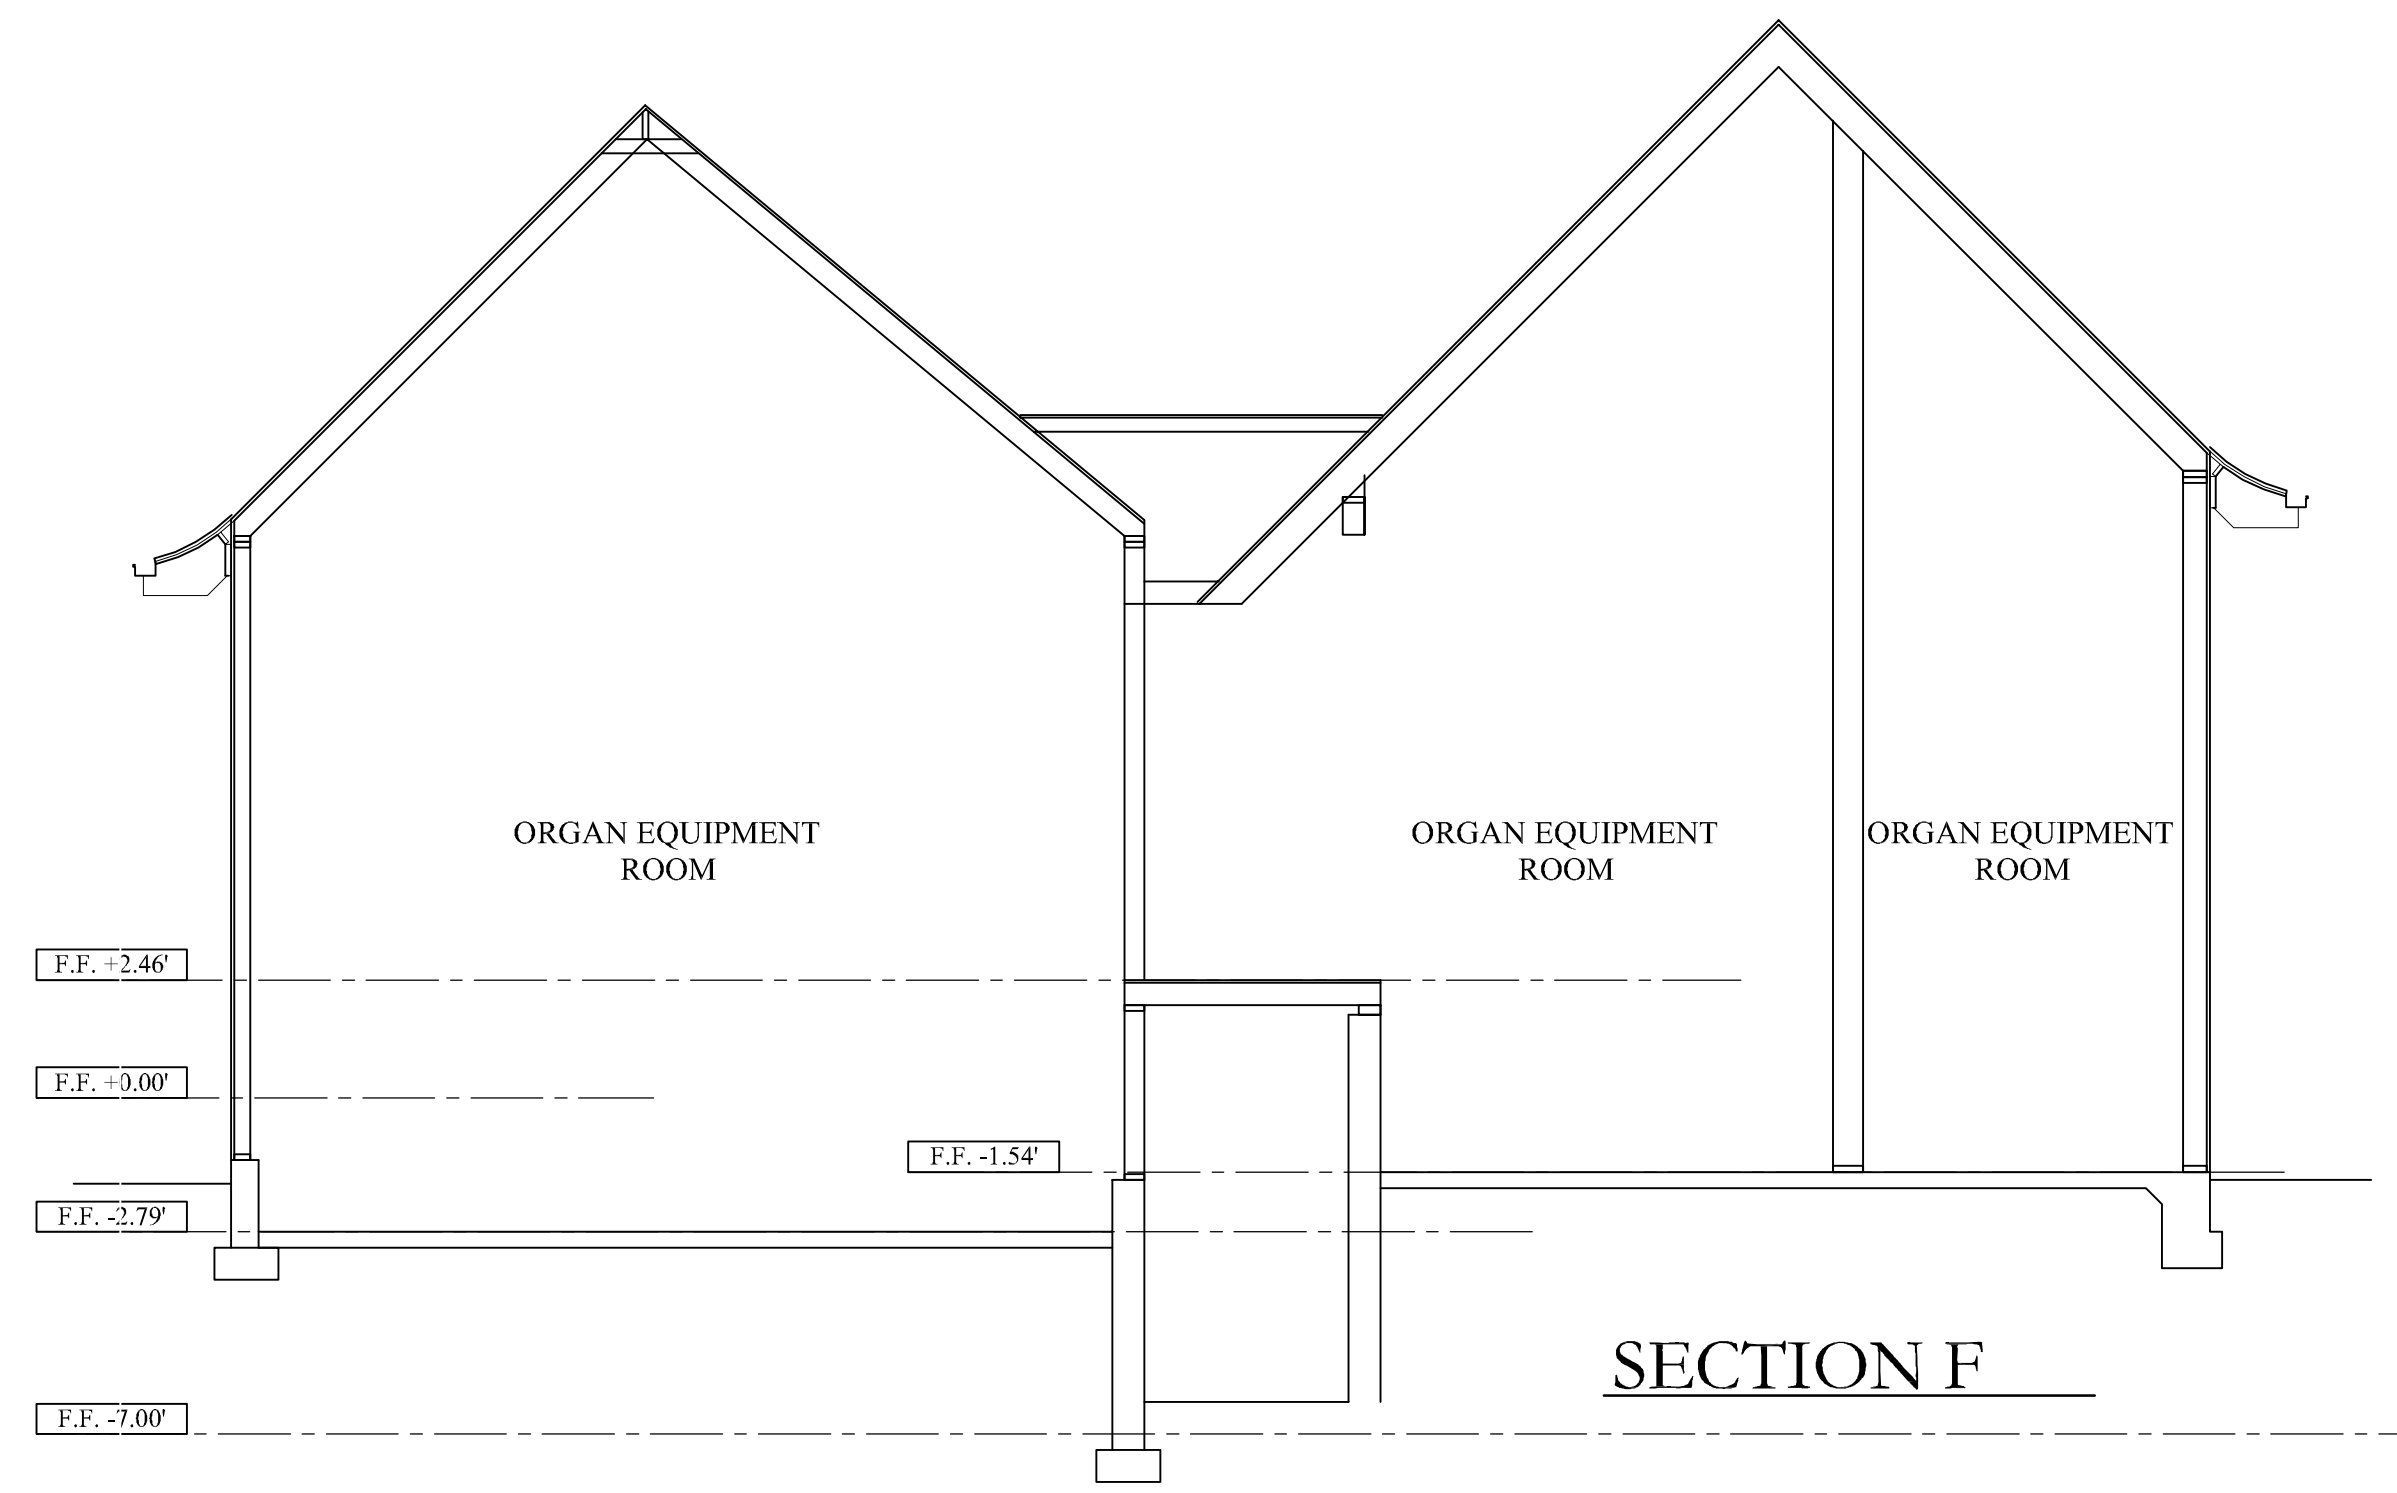 ORGAN EQUIPMENT
ROOM
ORGAN EQUIPMENT
ROOM
ORGAN EQUIPMENT
ROOM
F.F. +2.46'
F.F. +0.00'
F.F. -1.54'
F.F. -2.79'
SECTION F
F.F. -7.00'